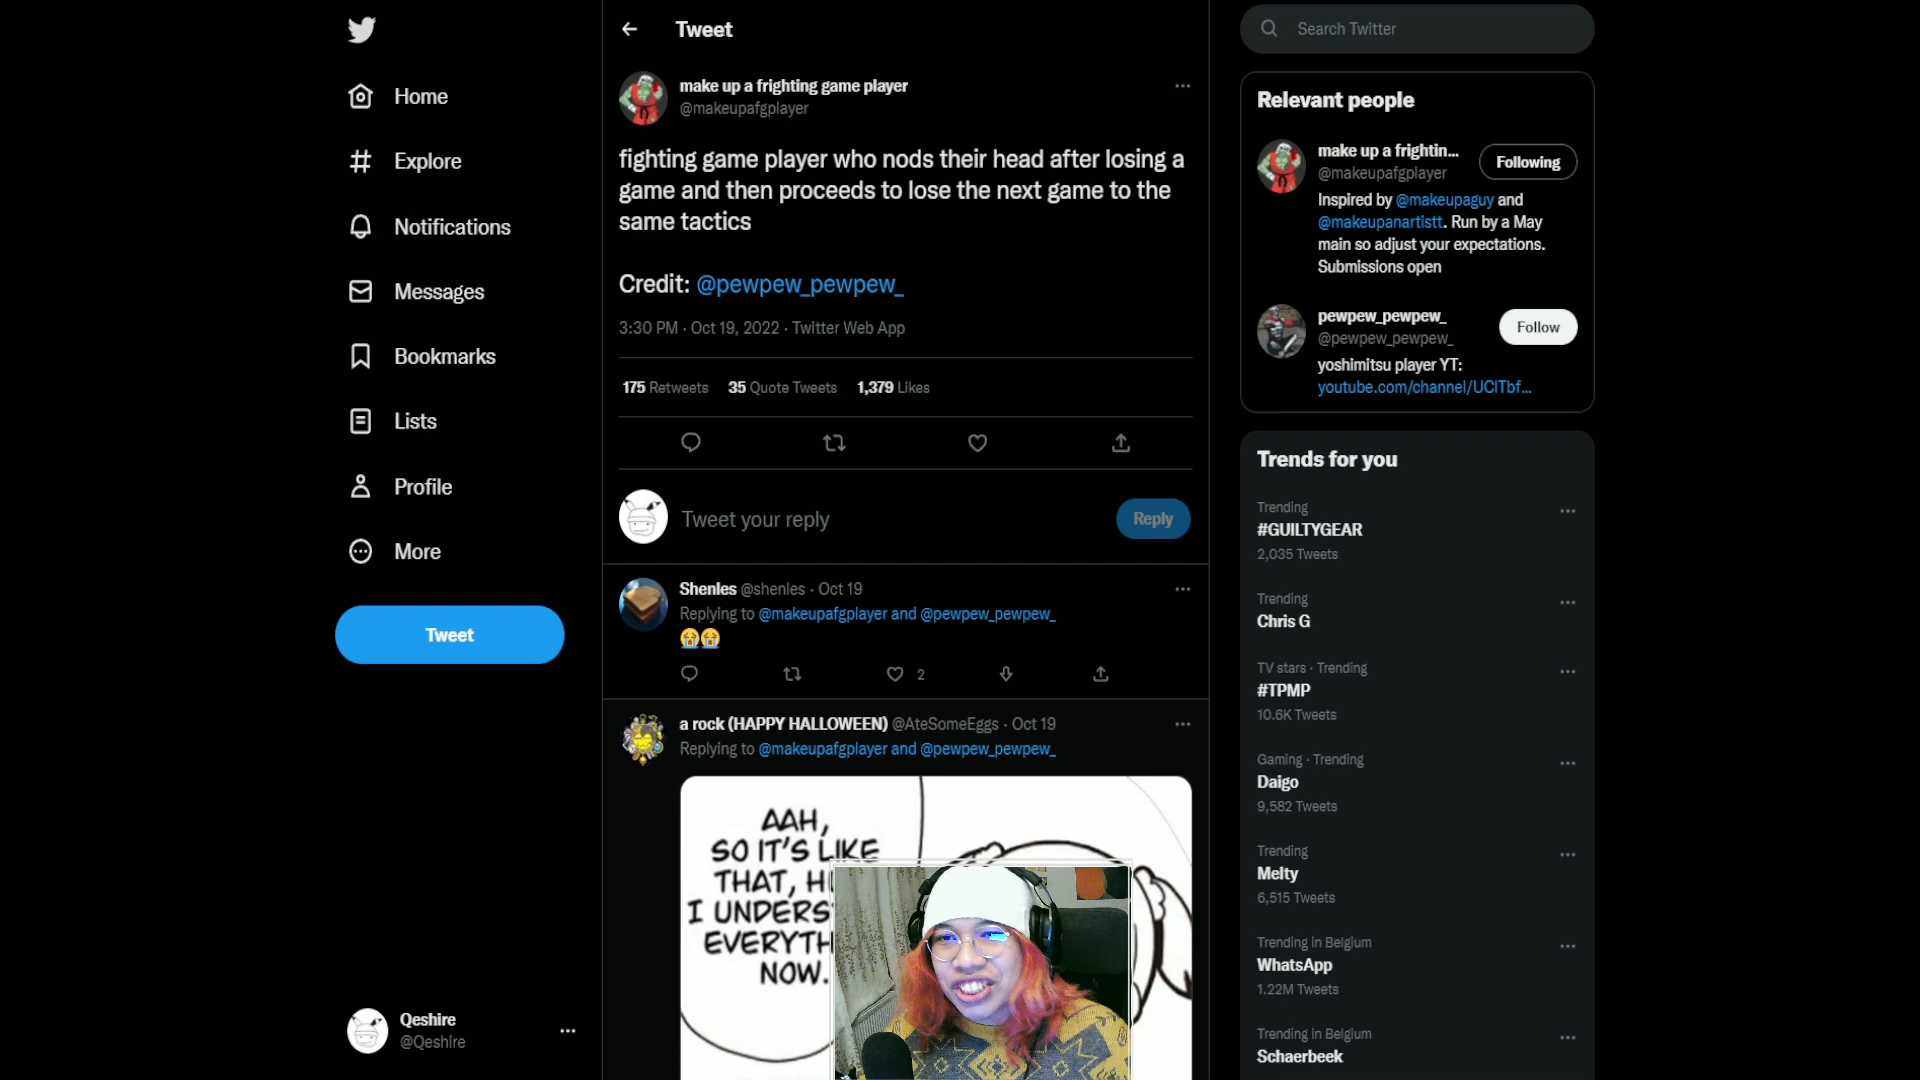 Home
Explore
Notifications
Messages
Bookmarks
Lists
Profile
More
Tweet
Qeshire
@Qeshire
Tweet
make up a frighting game player
@makeupafgplayer
fighting game player who nods their head after losing a
game and then proceeds to lose the next game to the
same tactics
Credit: @pewpew_pewpew_
3:30 PM · Oct 19, 2022 · Twitter Web App
175 Retweets 35 Quote Tweets 1,379 Likes
Tweet your reply
Reply
Shenles @shenles · Oct 19
Replying to @makeupafgplayer and @pewpew_pewpew_
😭😭
2
a rock (HAPPY HALLOWEEN) @AteSomeEggs · Oct 19
Replying to @makeupafgplayer and @pewpew_pewpew_
AAH,
SO IT'S LIKE
THAT,
I
NOW.
Search Twitter
Relevant people
make up a frightin...
@makeupafgplayer
Following
Inspired by @makeupaguy and
@makeupanartistt. Run by a May
main so adjust your expectations.
Submissions open
pewpew_pewpew_
@pewpew_pewpew_
Follow
yoshimitsu player YT:
youtube.com/channel/UClTbf...
Trends for you
Trending
#GUILTYGEAR
2,035 Tweets
Trending
Chris G
TV stars · Trending
#TPMP
10.6K Tweets
Gaming · Trending
Daigo
9,582 Tweets
Trending
Melty
6,515 Tweets
Trending in Belgium
WhatsApp
1.22M Tweets
Trending in Belgium
Schaerbeek